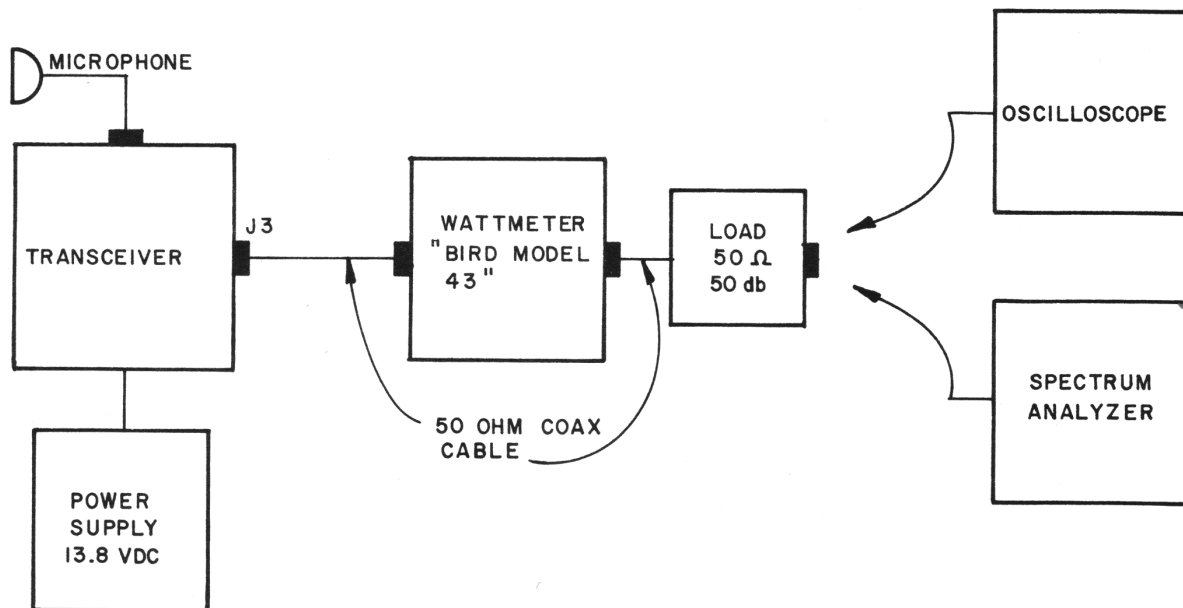 MICROPHONE
TRANSCEIVER
J3
POWER
SUPPLY
13.8 VDC
WATTMETER
"BIRD MODEL
43"
50 OHM COAX
CABLE
LOAD
50 Ω
50 db
OSCILLOSCOPE
SPECTRUM
ANALYZER